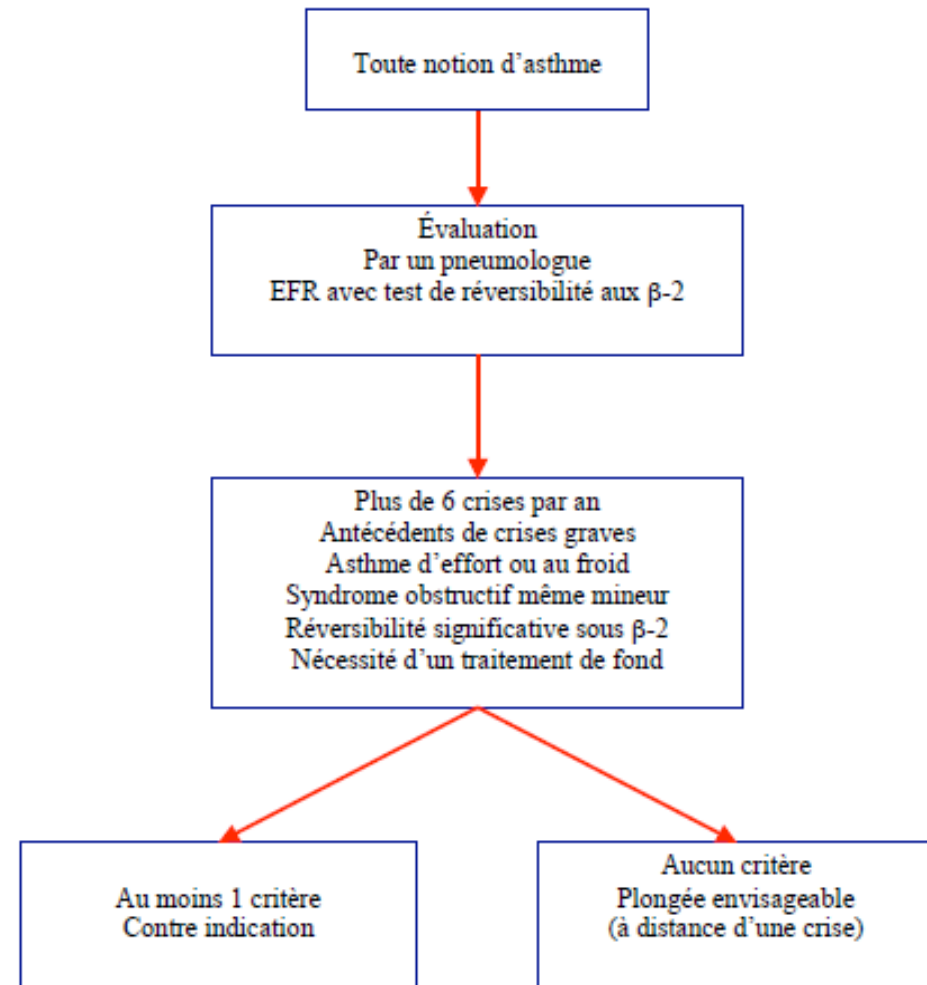 Toute notion d'asthme
Évaluation
Par un pneumologue
EFR avec test de réversibilité aux β-2
Plus de 6 crises par an
Antécédents de crises graves
Asthme d'effort ou au froid
Syndrome obstructif même mineur
Réversibilité significative sous β-2
Nécessité d'un traitement de fond
Au moins 1 critère
Contre indication
Aucun critère
Plongée envisageable
(à distance d'une crise)